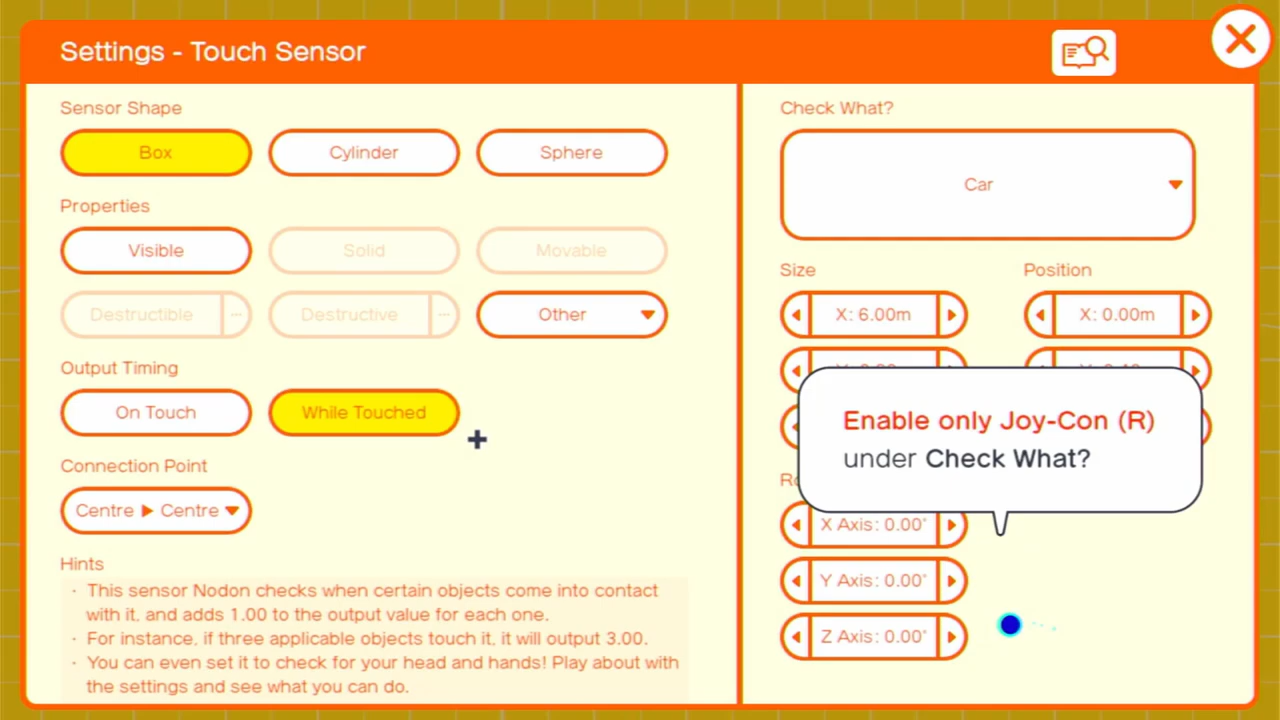 Settings - Touch Sensor
Sensor Shape
Box
Cylinder
Sphere
Properties
Visible
Solid
Movable
Destructible
...
Destructive
...
Other
Output Timing
On Touch
While Touched
Connection Point
Centre ▶ Centre
Hints
· This sensor Nodon checks when certain objects come into contact
with it, and adds 1.00 to the output value for each one.
· For instance, if three applicable objects touch it, it will output 3.00.
· You can even set it to check for your head and hands! Play about with
the settings and see what you can do.
Check What?
Car
Size
Position
X: 6.00m
X: 0.00m
Enable only Joy-Con (R)
under Check What?
X Axis: 0.00°
Y Axis: 0.00°
Z Axis: 0.00°